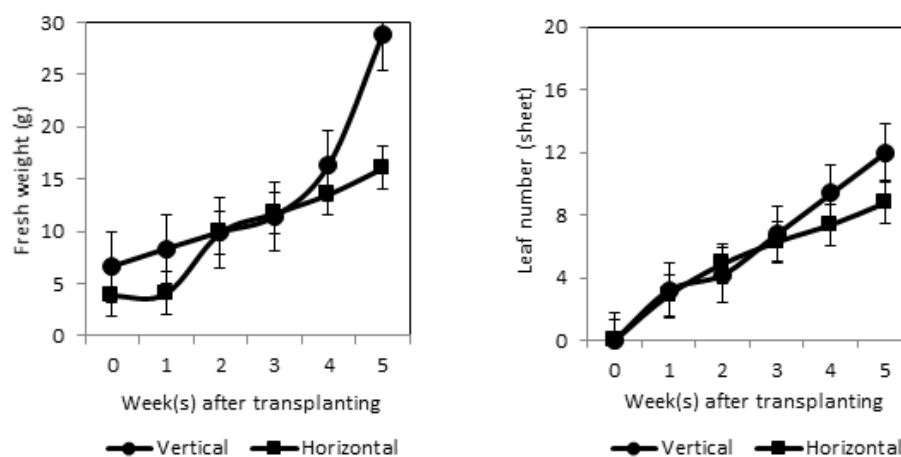 Fresh weight (g)
30
25
20
15
10
5
0
0 1 2 3 4 5
Week(s) after transplanting
Vertical Horizontal
Leaf number (sheet)
20
16
12
8
4
0
0 1 2 3 4 5
Week(s) after transplanting
Vertical Horizontal